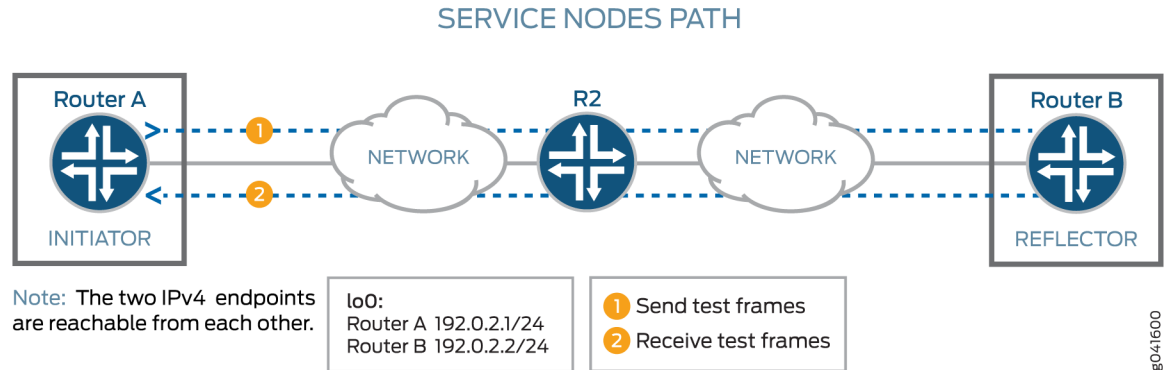 SERVICE NODES PATH
Router A
R2
Router B
1
NETWORK
NETWORK
2
INITIATOR
REFLECTOR
Note: The two IPv4 endpoints
are reachable from each other.
lo0:
Router A 192.0.2.1/24
Router B 192.0.2.2/24
1 Send test frames
2 Receive test frames
g041600